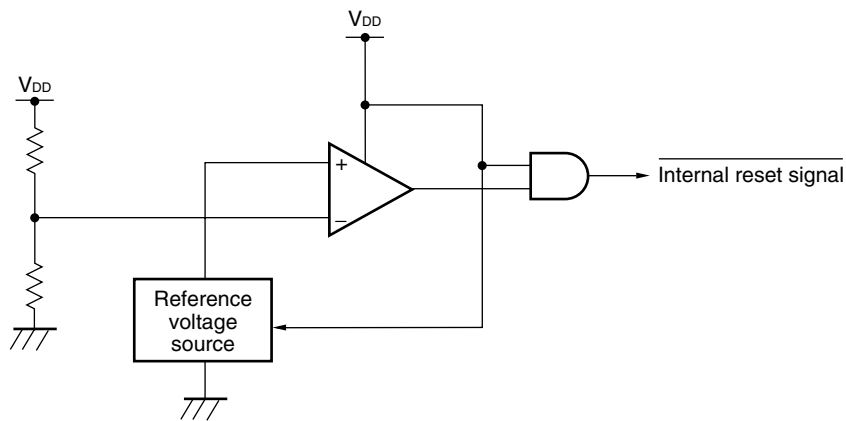 VDD
VDD
+
Internal reset signal
−
Reference
voltage
source